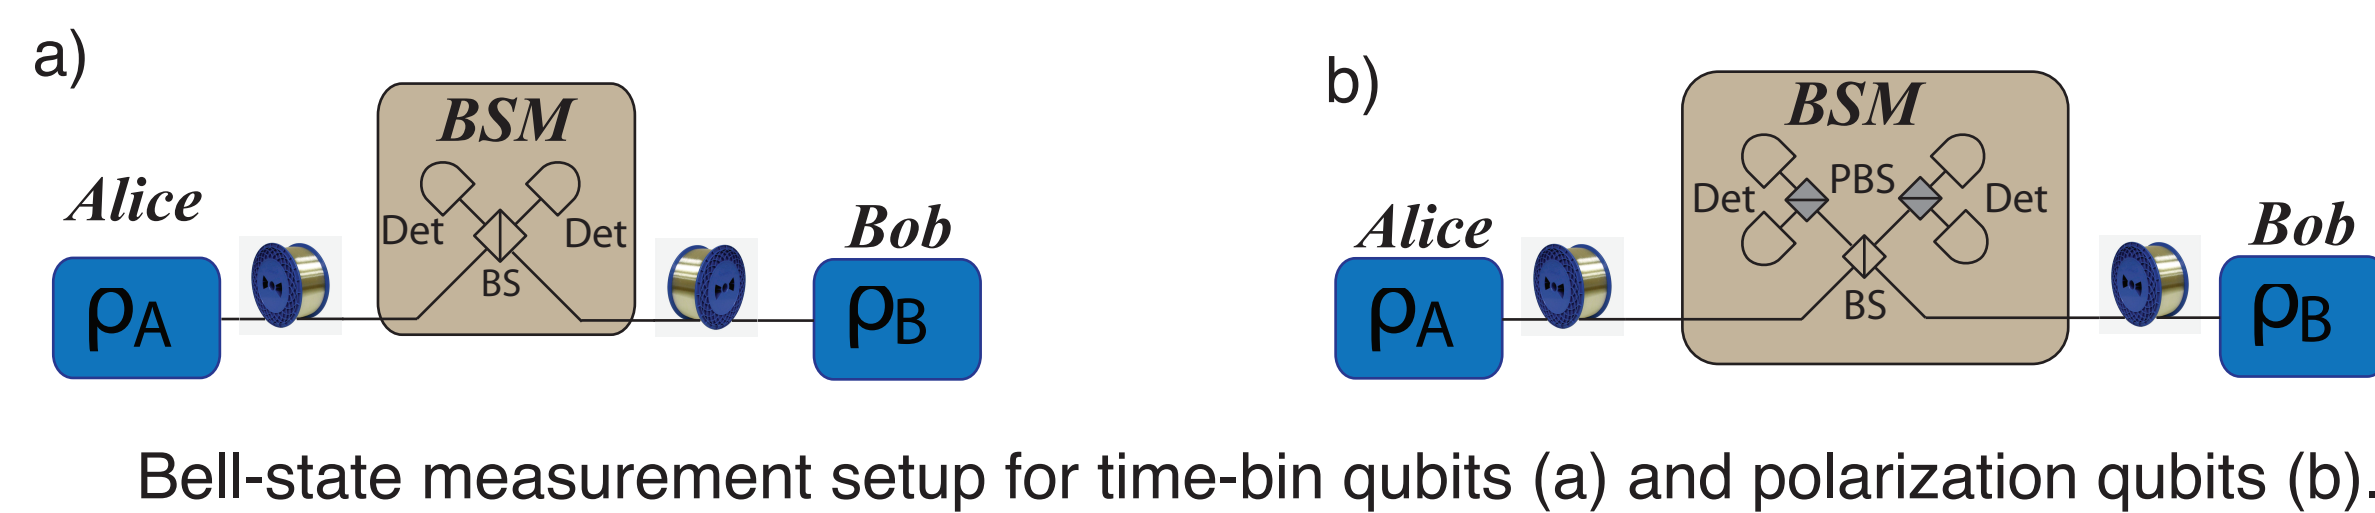 a)
BSM
Alice
Det
Det
BS
Bob
ρA
ρB
b)
BSM
PBS
Det
Det
Alice
BS
Bob
ρA
ρB
Bell-state measurement setup for time-bin qubits (a) and polarization qubits (b).